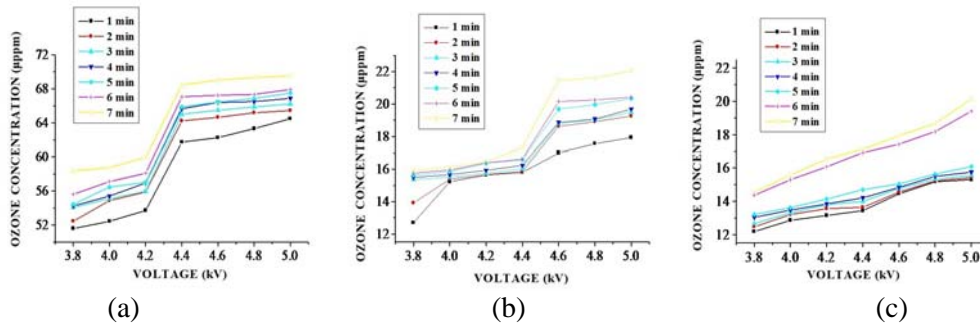 1 min
2 min
3 min
4 min
5 min
6 min
7 min
OZONE CONCENTRATION (µppm)
72
68
64
60
56
52
3.8 4.0 4.2 4.4 4.6 4.8 5.0
VOLTAGE (kV)
(a)
1 min
2 min
3 min
4 min
5 min
6 min
7 min
OZONE CONCENTRATION (µppm)
24
22
20
18
16
14
12
3.8 4.0 4.2 4.4 4.6 4.8 5.0
VOLTAGE (kV)
(b)
1 min
2 min
3 min
4 min
5 min
6 min
7 min
OZONE CONCENTRATION (µppm)
24
22
20
18
16
14
12
3.8 4.0 4.2 4.4 4.6 4.8 5.0
VOLTAGE (kV)
(c)